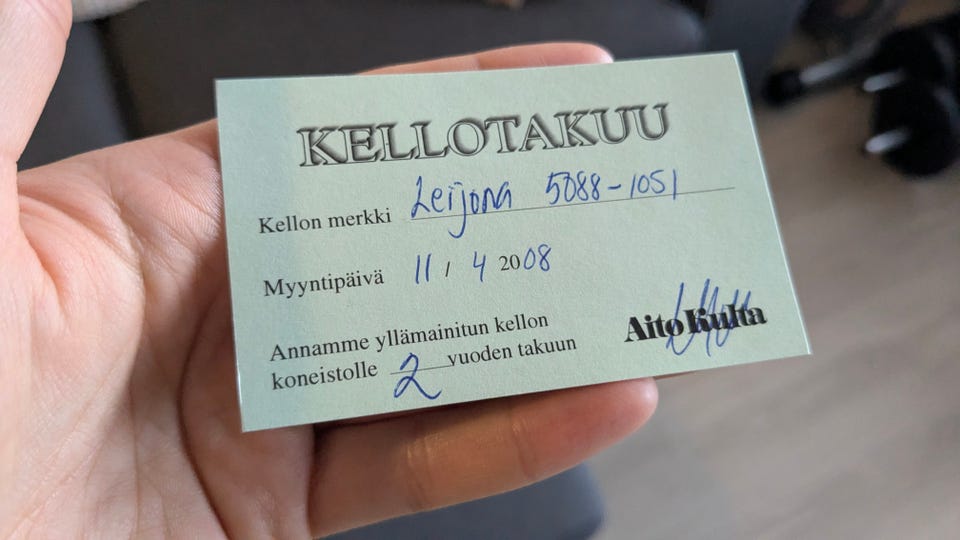 KELLOTAKUU
Kellon merkki Leijona 5088-1051
Myyntipäivä 11 / 4 2008
Annamme yllämainitun kellon
koneistolle 2 vuoden takuun
Aito Kulta